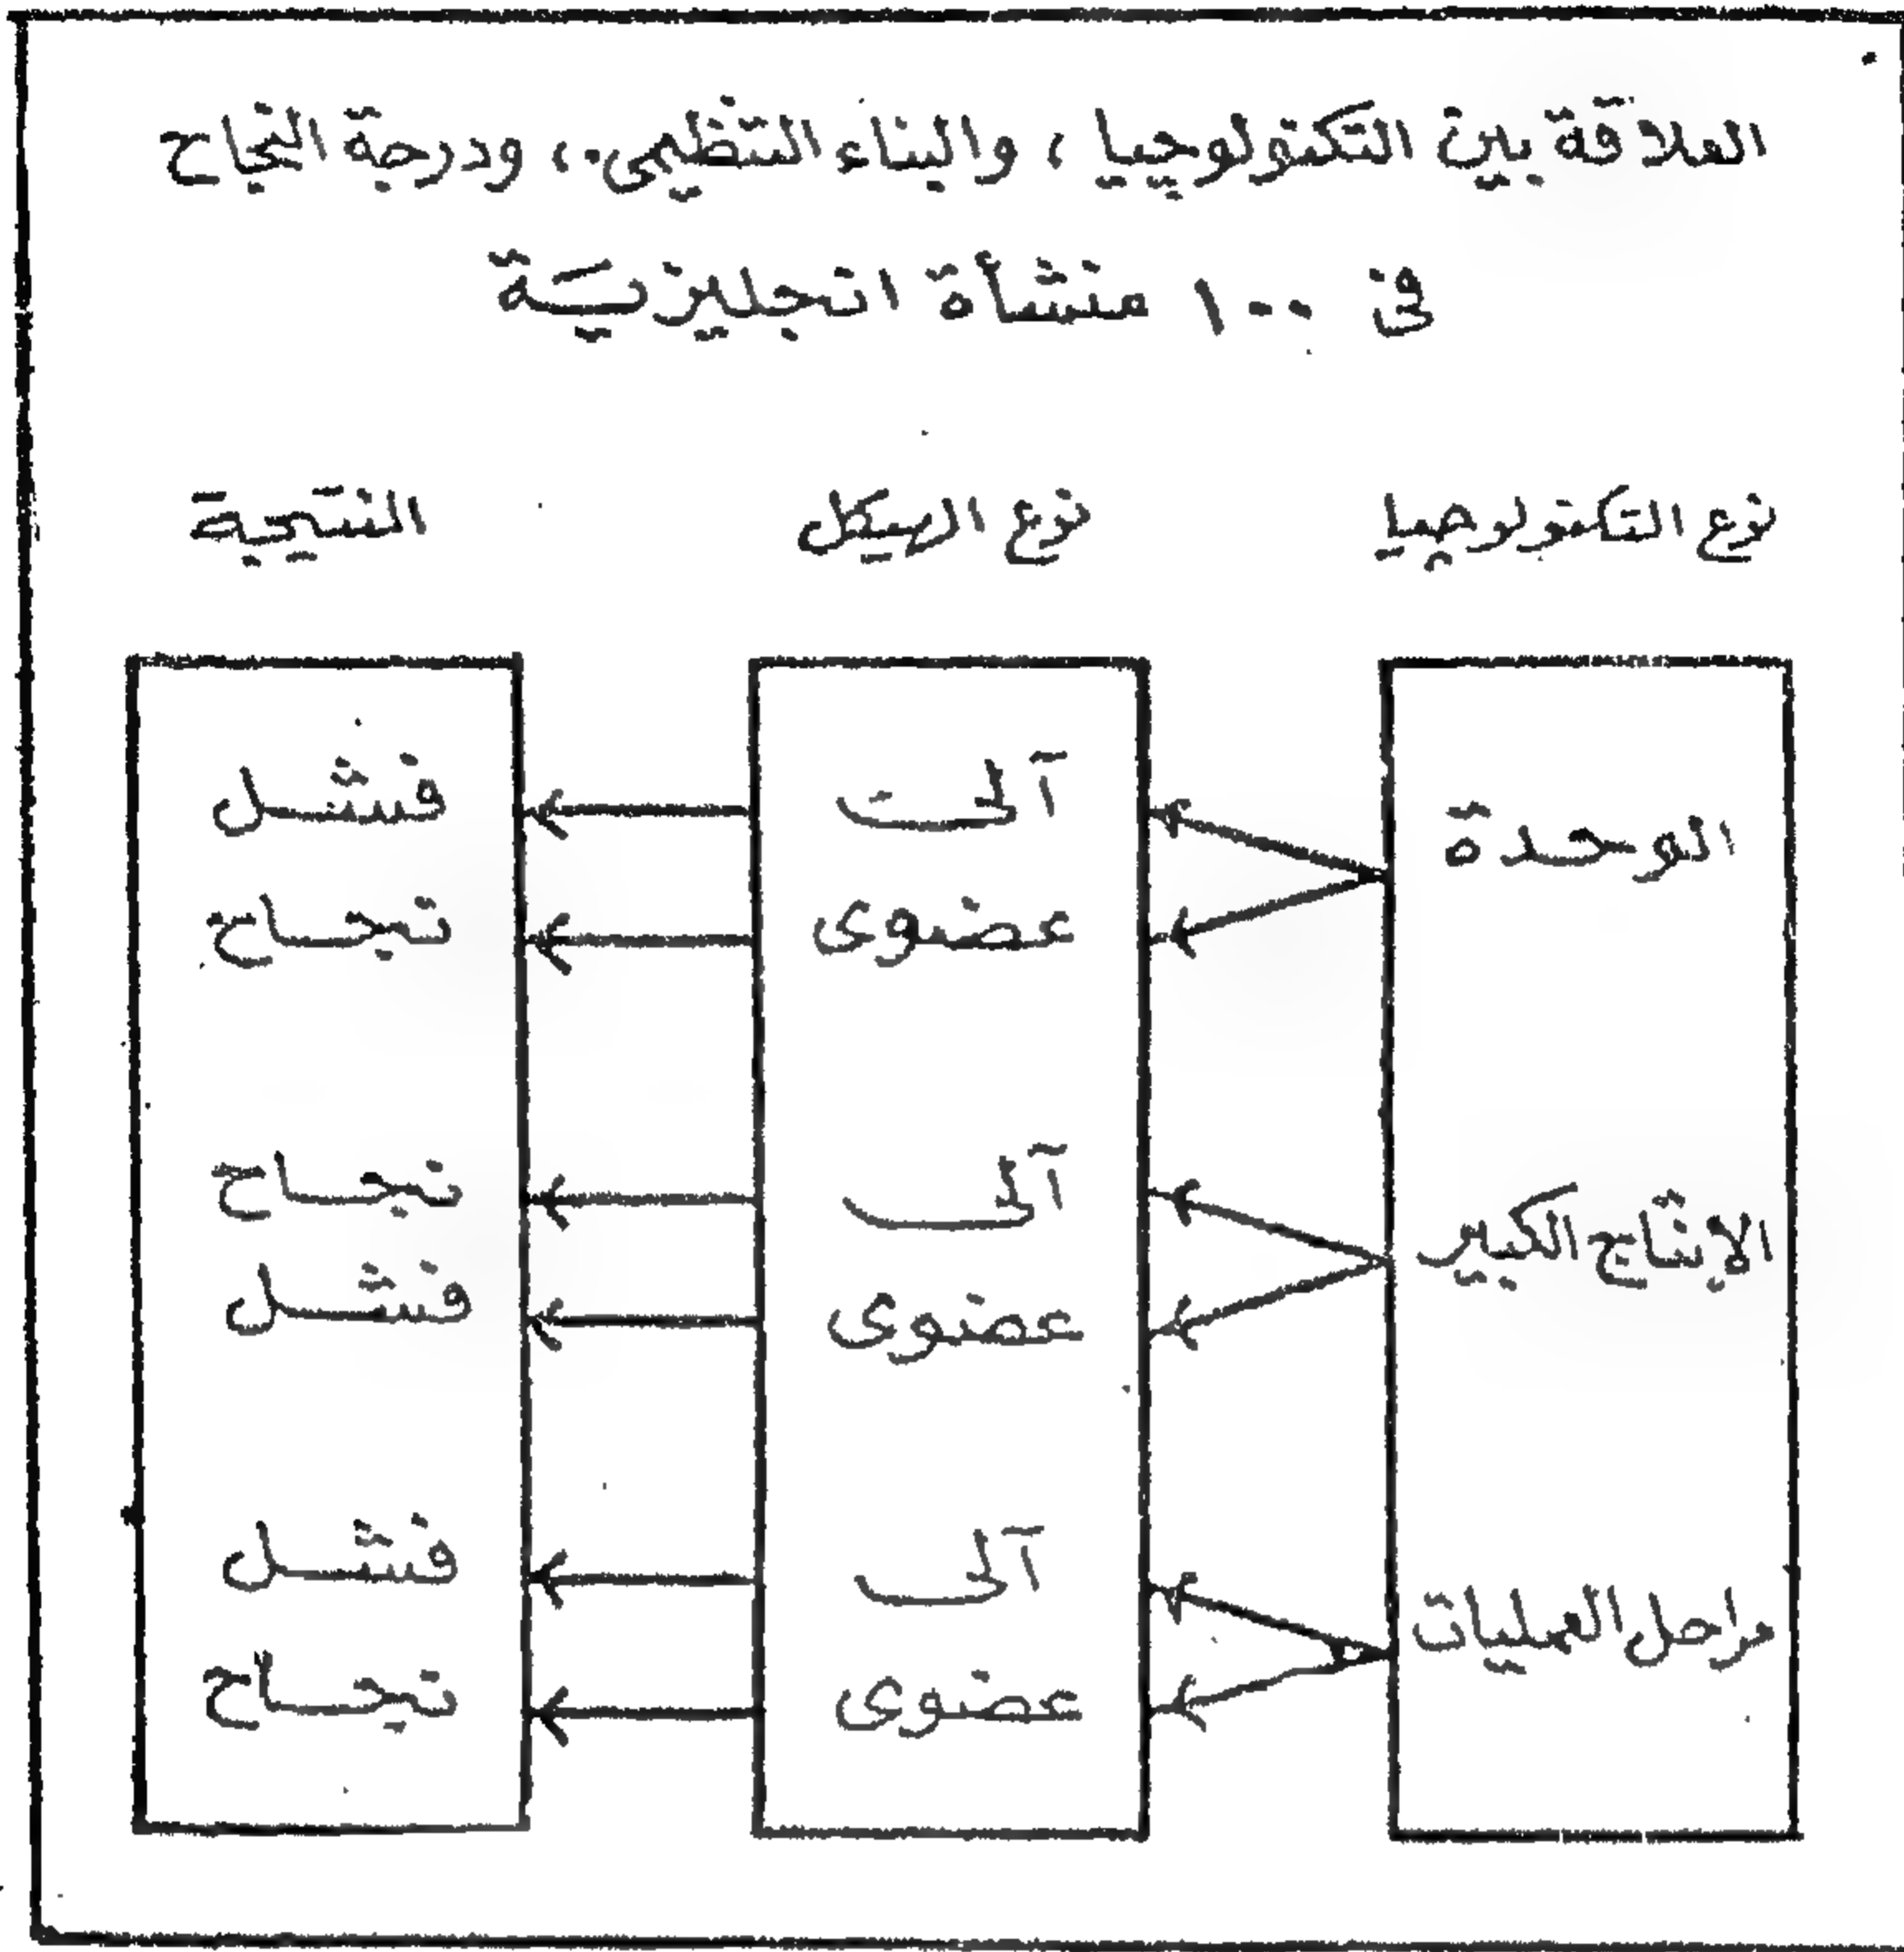 العلاقة بين التكنولوجيا ، والبناء التنظيمى ، ودرجة النجاح
فى ١٠٠ منشأة انجليزية
نوع التكنولوجيا نوع الهيكل النتيجة
الوحدة
آلى فشل
عضوى نجاح
الإنتاج الكبير
آلى نجاح
عضوى فشل
مراحل العمليات
آلى فشل
عضوى نجاح